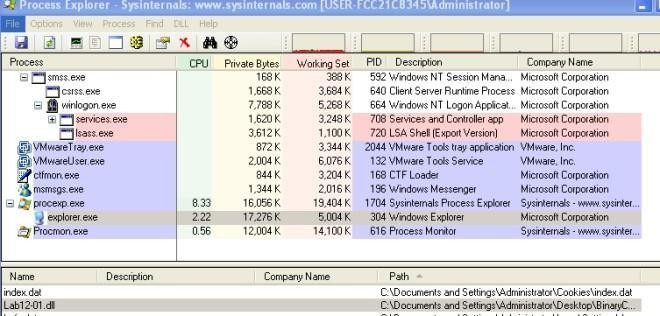 Process Explorer - Sysinternals: www.sysinternals.com [USER-FCC21C8345\Administrator]
File Options View Process Find DLL Help
Process CPU Private Bytes Working Set PID Description Company Name
smss.exe 168 K 388 K 592 Windows NT Session Mana... Microsoft Corporation
csrss.exe 1,668 K 3,684 K 640 Client Server Runtime Process Microsoft Corporation
winlogon.exe 7,788 K 5,268 K 664 Windows NT Logon Applicat... Microsoft Corporation
services.exe 1,620 K 3,248 K 708 Services and Controller app Microsoft Corporation
lsass.exe 3,612 K 1,100 K 720 LSA Shell (Export Version) Microsoft Corporation
VMwareTray.exe 872 K 3,344 K 2044 VMware Tools tray application VMware, Inc.
VMwareUser.exe 2,004 K 6,076 K 132 VMware Tools Service VMware, Inc.
ctfmon.exe 844 K 3,204 K 168 CTF Loader Microsoft Corporation
msmsgs.exe 1,344 K 2,016 K 196 Windows Messenger Microsoft Corporation
procexp.exe 8.33 16,056 K 19,404 K 1704 Sysinternals Process Explorer Sysinternals - www.sysinter...
explorer.exe 2.22 17,276 K 5,004 K 304 Windows Explorer Microsoft Corporation
Procmon.exe 0.56 12,004 K 14,100 K 616 Process Monitor Sysinternals - www.sysinter...
Name Description Company Name Path
index.dat C:\Documents and Settings\Administrator\Cookies\index.dat
Lab12-01.dll C:\Documents and Settings\Administrator\Desktop\BinaryC...